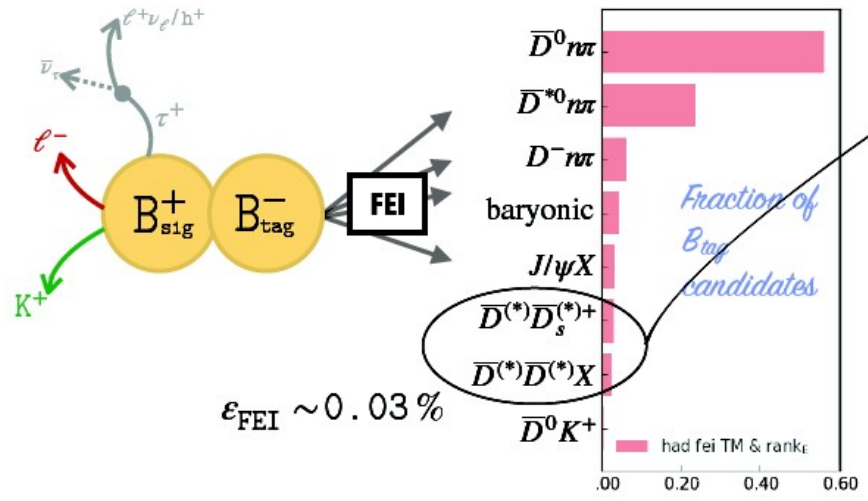 ℓ⁺ν_ℓ/h⁺
ν̅_τ
τ⁺
ℓ⁻
B⁺_sig
B⁻_tag
K⁺
FEI
ε_FEI ~0.03%
D̅⁰nπ
D̅*⁰nπ
D⁻nπ
baryonic
J/ψX
D̅⁽*⁾D̅_s⁽*⁾⁺
D̅⁽*⁾D̅⁽*⁾X
D̅⁰K⁺
Fraction of
B_tag
candidates
had fei TM & rank_E
.00 0.20 0.40 0.60